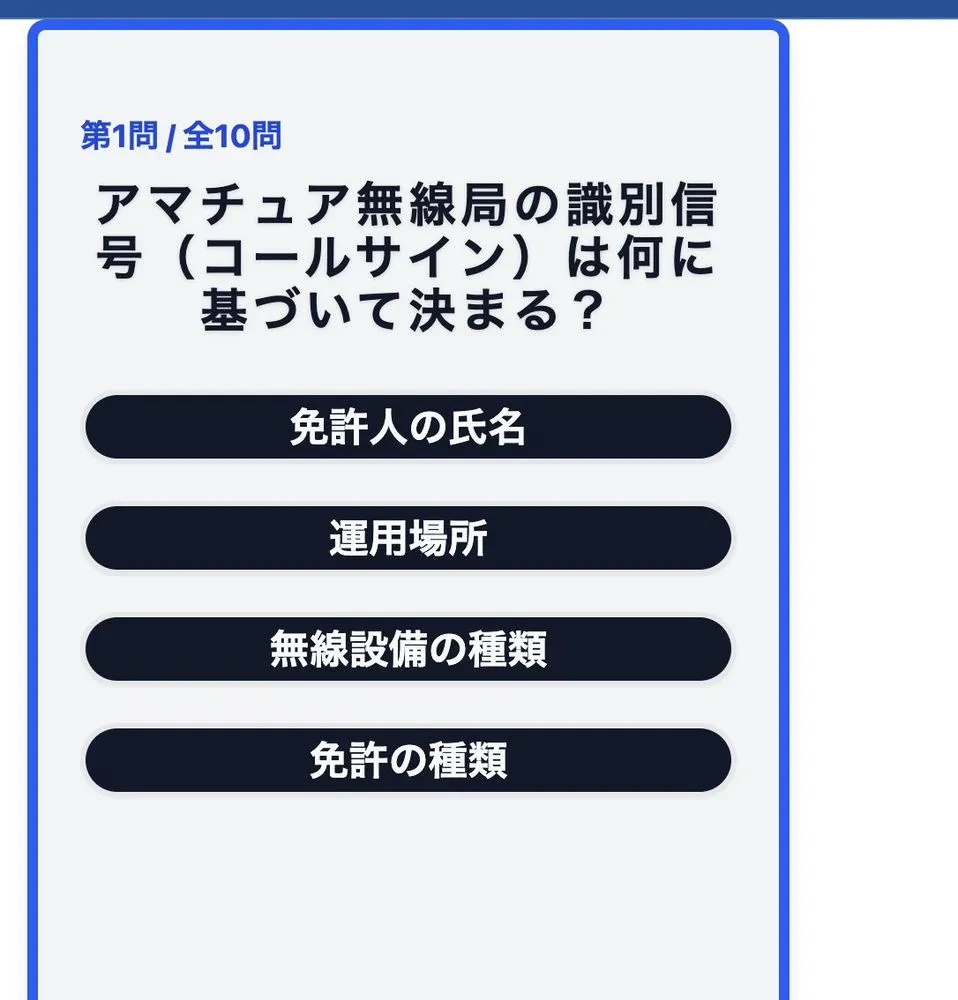 第1問 / 全10問
アマチュア無線局の識別信
号（コールサイン）は何に
基づいて決まる？
免許人の氏名
運用場所
無線設備の種類
免許の種類